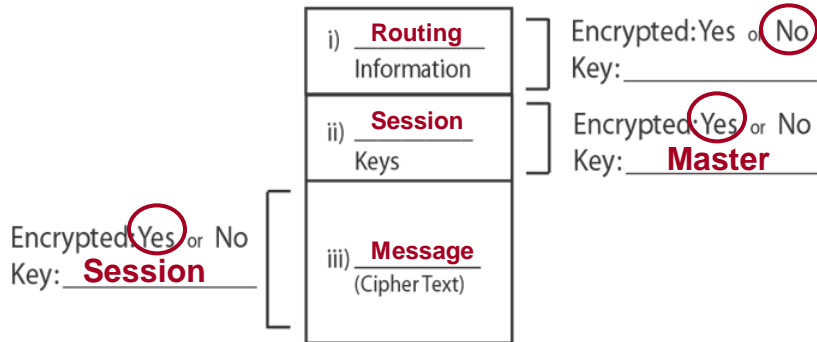 i) Routing
Information
Encrypted: Yes or No
Key:
ii) Session
Keys
Encrypted: Yes or No
Key: Master
Encrypted: Yes or No
Key: Session
iii) Message
(Cipher Text)